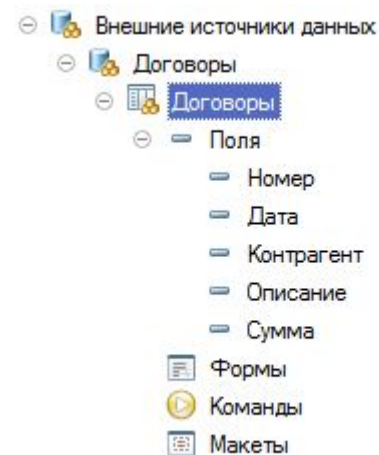 Внешние источники данных
Договоры
Договоры
Поля
Номер
Дата
Контрагент
Описание
Сумма
Формы
Команды
Макеты